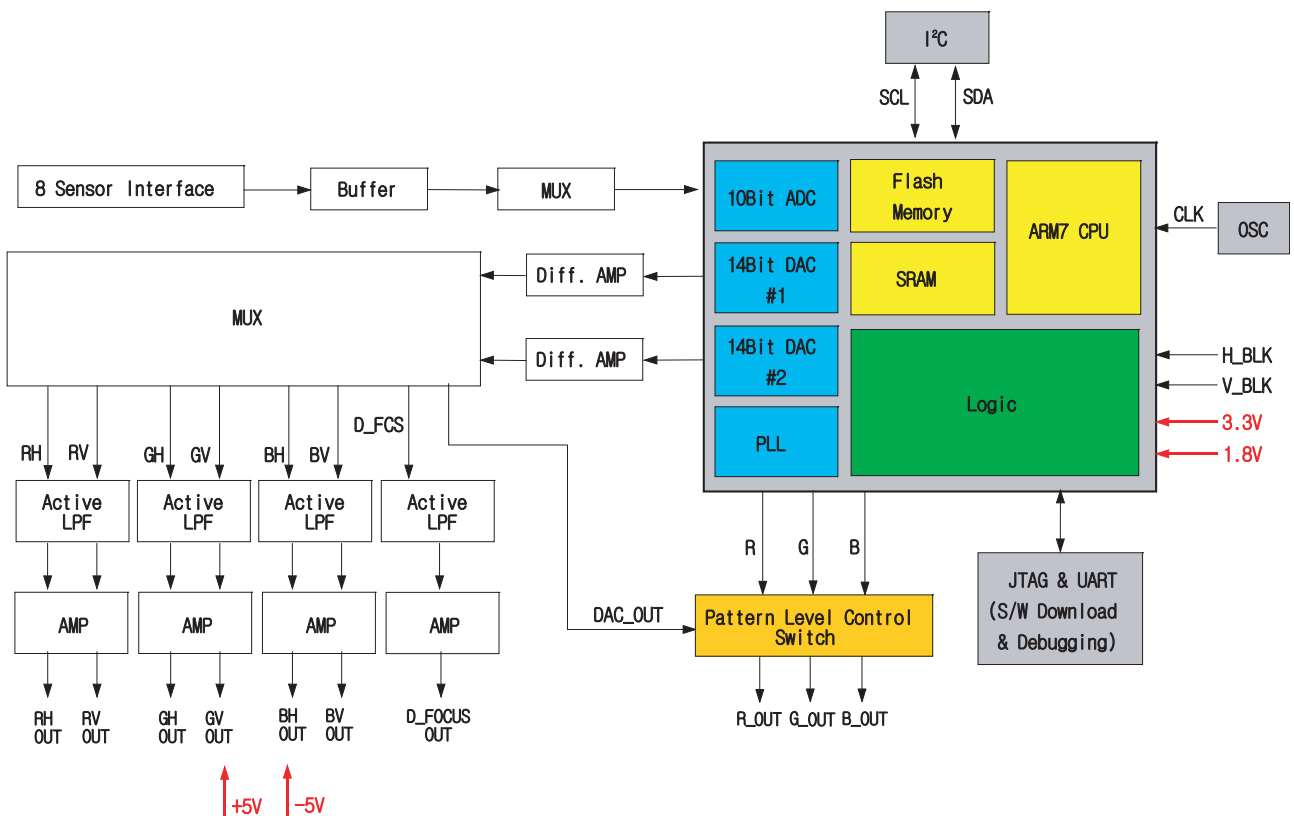 I²C
SCL
SDA
8 Sensor Interface
Buffer
MUX
10Bit ADC
Flash
Memory
ARM7 CPU
CLK
OSC
MUX
Diff. AMP
14Bit DAC
#1
SRAM
Diff. AMP
14Bit DAC
#2
Logic
H_BLK
V_BLK
3.3V
1.8V
PLL
RH
RV
GH
GV
BH
BV
D_FCS
Active
LPF
Active
LPF
Active
LPF
Active
LPF
R
G
B
AMP
AMP
AMP
AMP
DAC_OUT
Pattern Level Control
Switch
JTAG & UART
(S/W Download
& Debugging)
RH
OUT
RV
OUT
GH
OUT
GV
OUT
BH
OUT
BV
OUT
D_FOCUS
OUT
R_OUT
G_OUT
B_OUT
+5V
-5V